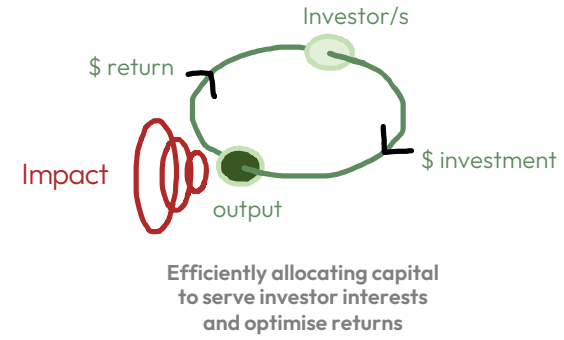 Investor/s
$ return
$ investment
Impact
output
Efficiently allocating capital
to serve investor interests
and optimise returns